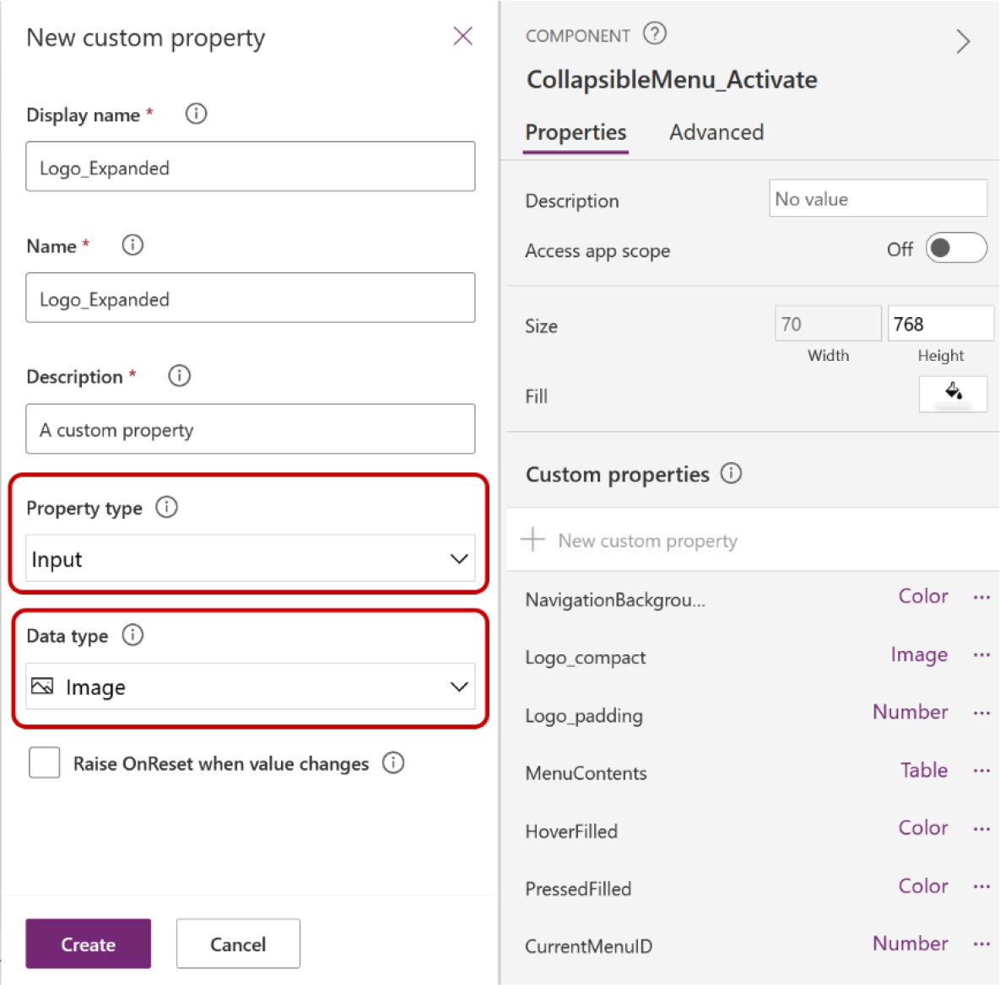 New custom property
Display name *
Logo_Expanded
Name *
Logo_Expanded
Description *
A custom property
Property type
Input
Data type
Image
Raise OnReset when value changes
Create
Cancel
COMPONENT
CollapsibleMenu_Activate
Properties
Advanced
Description
No value
Access app scope
Off
Size
70
768
Width
Height
Fill
Custom properties
New custom property
NavigationBackgrou...
Color
Logo_compact
Image
Logo_padding
Number
MenuContents
Table
HoverFilled
Color
PressedFilled
Color
CurrentMenuID
Number